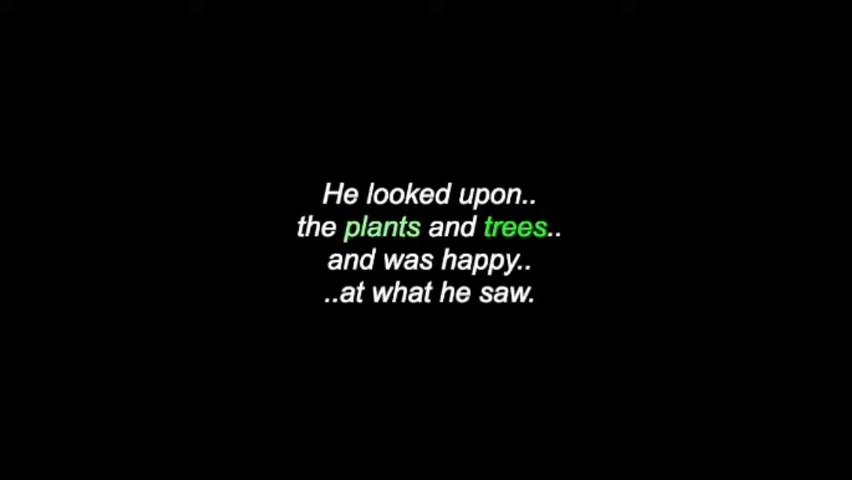 He looked upon..
the plants and trees..
and was happy..
..at what he saw.